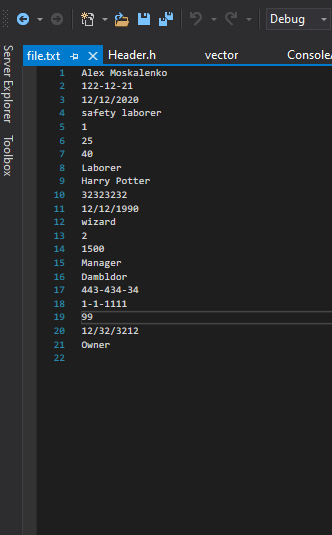 Debug
file.txt Header.h vector Console
Server Explorer
Toolbox
1 Alex Moskalenko
2 122-12-21
3 12/12/2020
4 safety laborer
5 1
6 25
7 40
8 Laborer
9 Harry Potter
10 32323232
11 12/12/1990
12 wizard
13 2
14 1500
15 Manager
16 Dambldor
17 443-434-34
18 1-1-1111
19 99
20 12/32/3212
21 Owner
22